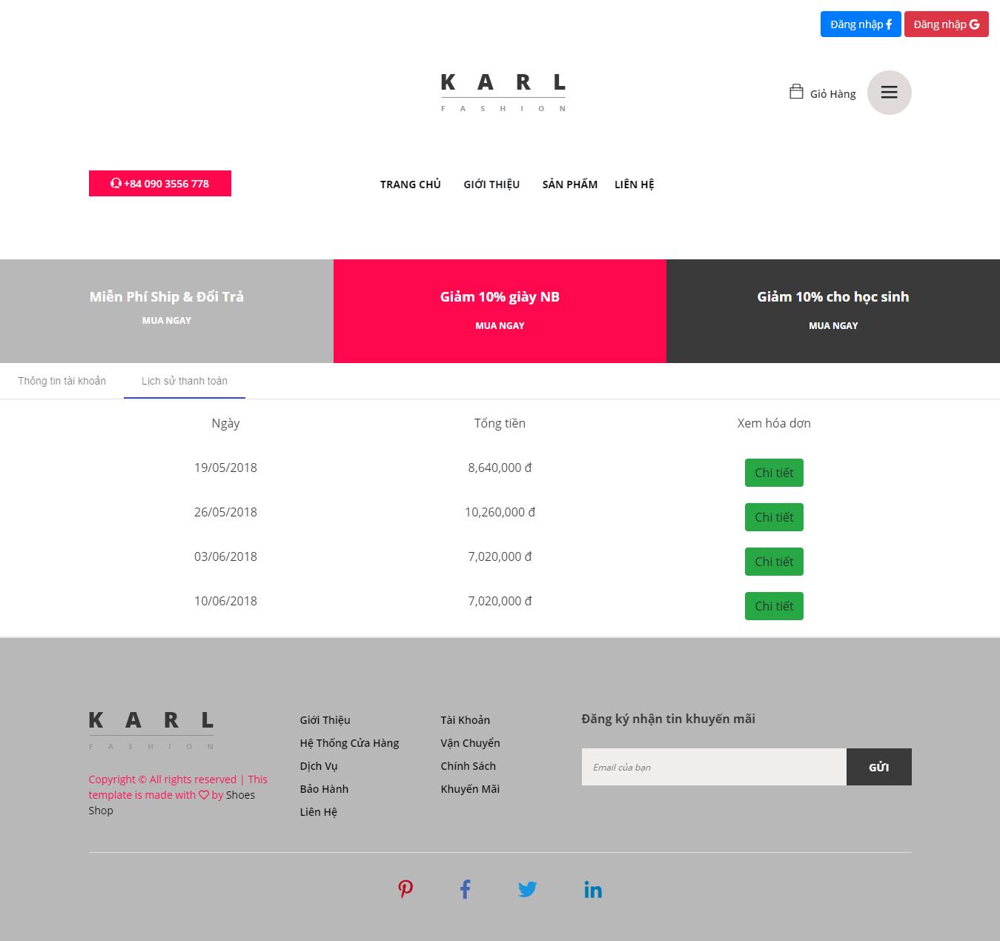 Đăng nhập
Đăng nhập
KARL
FASHION
Giỏ Hàng
+84 090 3556 778
TRANG CHỦ GIỚI THIỆU SẢN PHẨM LIÊN HỆ
Miễn Phí Ship & Đổi Trả
MUA NGAY
Giảm 10% giày NB
MUA NGAY
Giảm 10% cho học sinh
MUA NGAY
Thông tin tài khoản Lịch sử thanh toán
Ngày Tổng tiền Xem hóa dơn
19/05/2018 8,640,000 đ Chi tiết
26/05/2018 10,260,000 đ Chi tiết
03/06/2018 7,020,000 đ Chi tiết
10/06/2018 7,020,000 đ Chi tiết
KARL
FASHION
Copyright © All rights reserved | This
template is made with by Shoes
Shop
Giới Thiệu
Hệ Thống Cửa Hàng
Dịch Vụ
Bảo Hành
Liên Hệ
Tài Khoản
Vận Chuyển
Chính Sách
Khuyến Mãi
Đăng ký nhận tin khuyến mãi
Email của bạn
GỬI